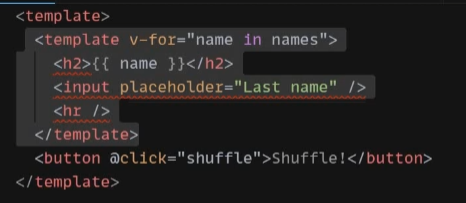 <template>
<template v-for="name in names">
<h2>{{ name }}</h2>
<input placeholder="Last name" />
<hr />
</template>
<button @click="shuffle">Shuffle!</button>
</template>